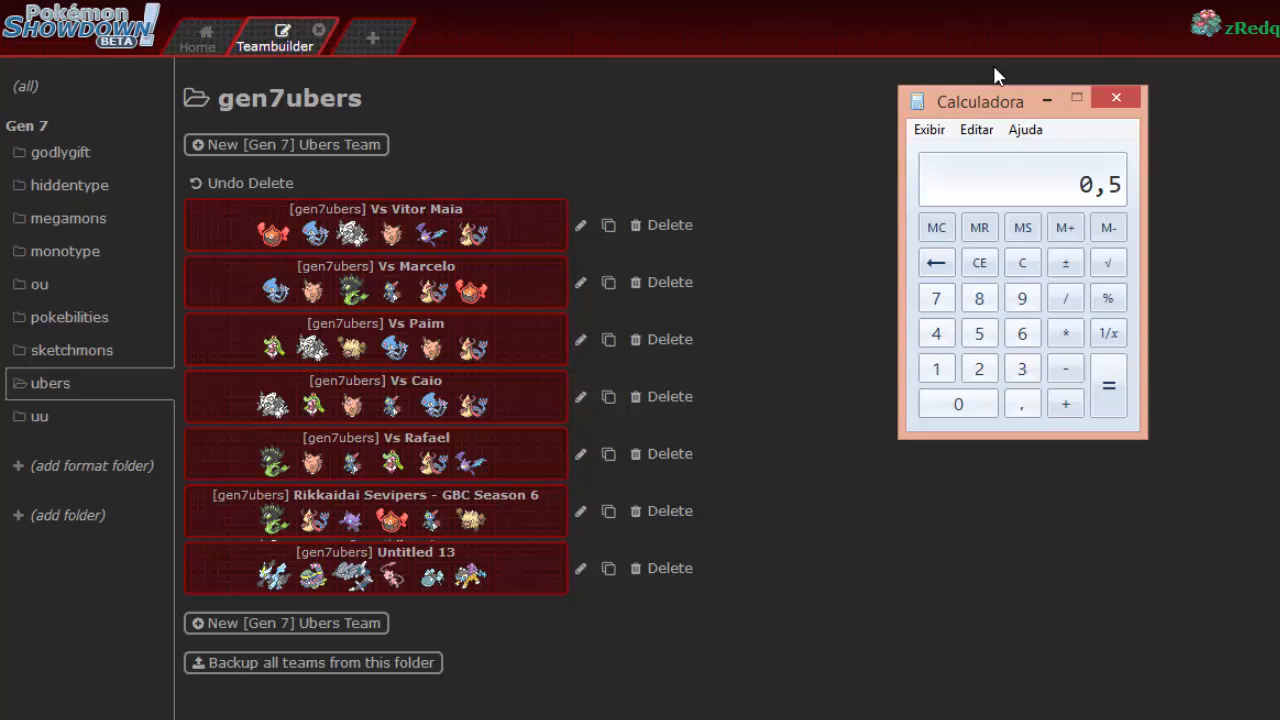 Pokémon
SHOWDOWN!
BETA
Home
Teambuilder
zRedq
(all)
Gen 7
godlygift
hiddentype
megamons
monotype
ou
pokebilities
sketchmons
ubers
uu
(add format folder)
(add folder)
gen7ubers
New [Gen 7] Ubers Team
Undo Delete
[gen7ubers] Vs Vitor Maia
Delete
[gen7ubers] Vs Marcelo
Delete
[gen7ubers] Vs Paim
Delete
[gen7ubers] Vs Caio
Delete
[gen7ubers] Vs Rafael
Delete
[gen7ubers] Rikkaidai Sevipers - GBC Season 6
Delete
[gen7ubers] Untitled 13
Delete
New [Gen 7] Ubers Team
Backup all teams from this folder
Calculadora
Exibir Editar Ajuda
0,5
MC MR MS M+ M-
← CE C ± √
7 8 9 / %
4 5 6 * 1/x
1 2 3 - =
0 , +